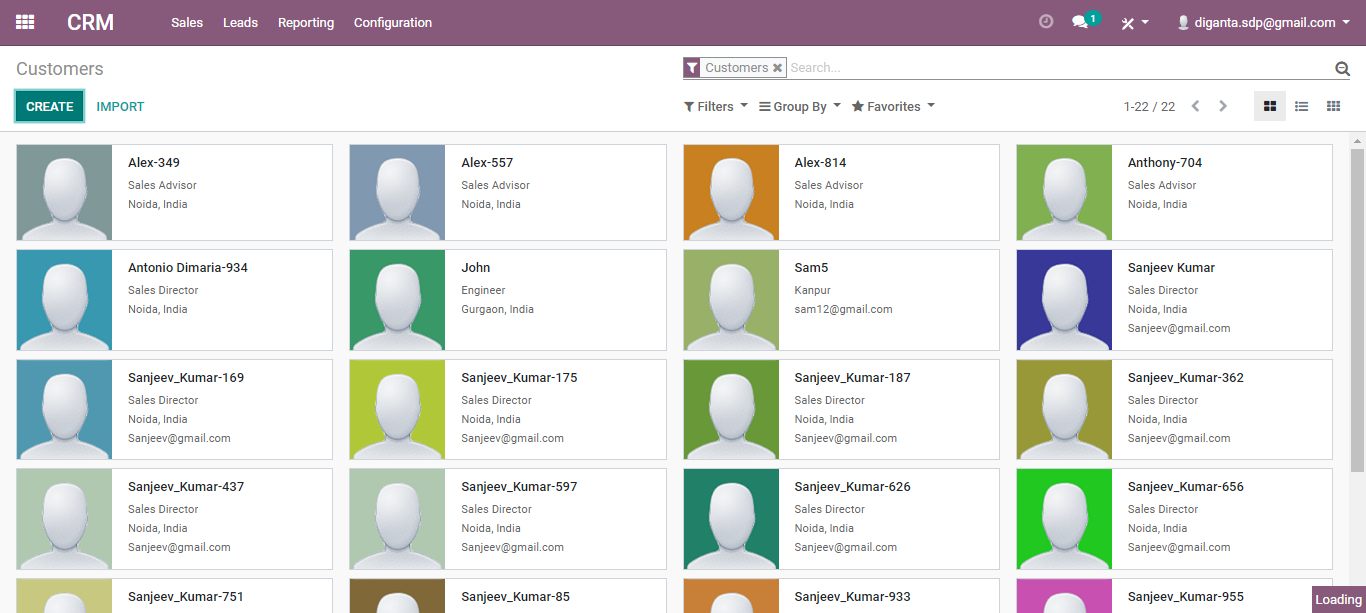 CRM Sales Leads Reporting Configuration 1 diganta.sdp@gmail.com
Customers Customers Search...
CREATE IMPORT Filters Group By Favorites 1-22 / 22
Alex-349
Sales Advisor
Noida, India
Alex-557
Sales Advisor
Noida, India
Alex-814
Sales Advisor
Noida, India
Anthony-704
Sales Advisor
Noida, India
Antonio Dimaria-934
Sales Director
Noida, India
John
Engineer
Gurgaon, India
Sam5
Kanpur
sam12@gmail.com
Sanjeev Kumar
Sales Director
Noida, India
Sanjeev@gmail.com
Sanjeev_Kumar-169
Sales Director
Noida, India
Sanjeev@gmail.com
Sanjeev_Kumar-175
Sales Director
Noida, India
Sanjeev@gmail.com
Sanjeev_Kumar-187
Sales Director
Noida, India
Sanjeev@gmail.com
Sanjeev_Kumar-362
Sales Director
Noida, India
Sanjeev@gmail.com
Sanjeev_Kumar-437
Sales Director
Noida, India
Sanjeev@gmail.com
Sanjeev_Kumar-597
Sales Director
Noida, India
Sanjeev@gmail.com
Sanjeev_Kumar-626
Sales Director
Noida, India
Sanjeev@gmail.com
Sanjeev_Kumar-656
Sales Director
Noida, India
Sanjeev@gmail.com
Sanjeev_Kumar-751
Sanjeev_Kumar-85
Sanjeev_Kumar-933
Sanjeev_Kumar-955
Loading